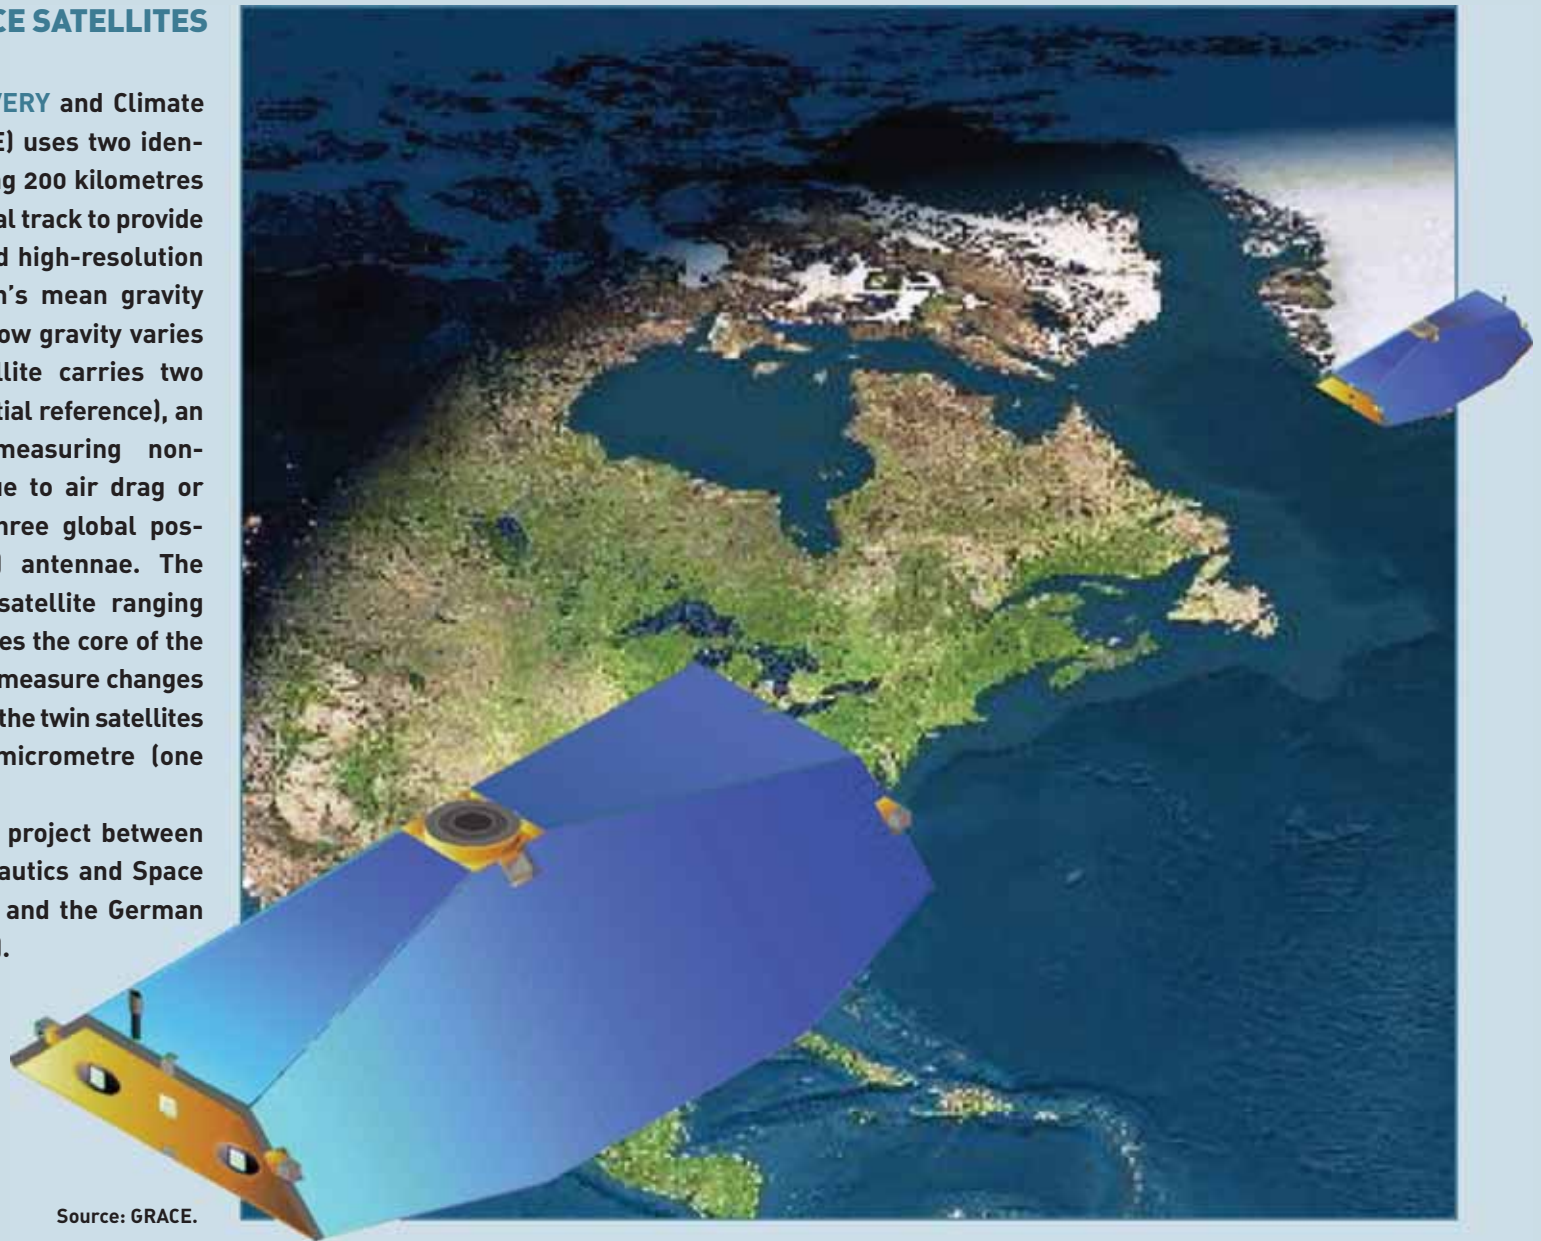 CE SATELLITES
VERY and Climate
E) uses two iden-
ng 200 kilometres
al track to provide
d high-resolution
h’s mean gravity
ow gravity varies
llite carries two
tial reference), an
measuring non-
ue to air drag or
hree global pos-
) antennae. The
satellite ranging
es the core of the
measure changes
the twin satellites
micrometre (one
project between
autics and Space
and the German
).
Source: GRACE.